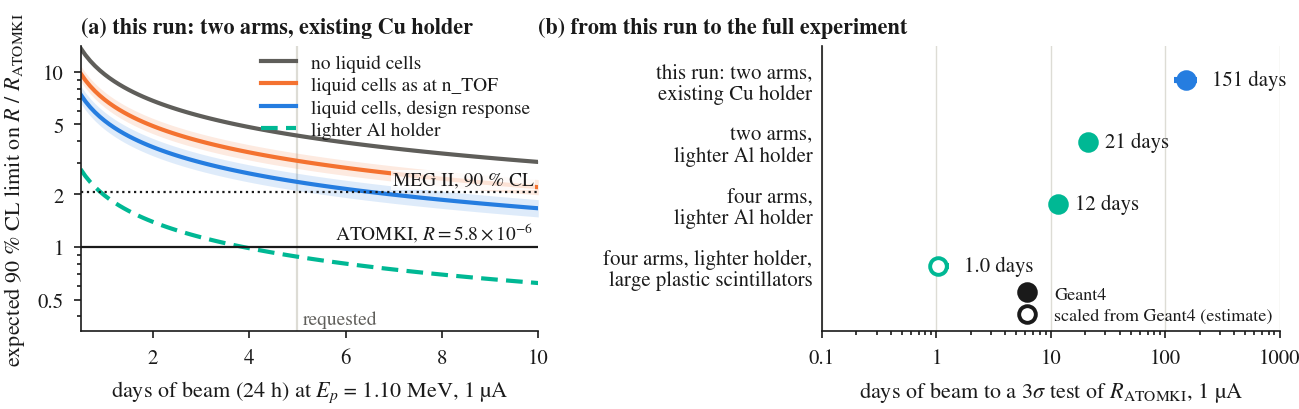 (a) this run: two arms, existing Cu holder
expected 90 % CL limit on R / R_ATOMKI
10
5
2
1
0.5
no liquid cells
liquid cells as at n_TOF
liquid cells, design response
lighter Al holder
MEG II, 90 % CL
ATOMKI, R = 5.8 × 10⁻⁶
requested
2
4
6
8
10
days of beam (24 h) at E_p = 1.10 MeV, 1 µA
(b) from this run to the full experiment
this run: two arms,
existing Cu holder
151 days
two arms,
lighter Al holder
21 days
four arms,
lighter Al holder
12 days
four arms, lighter holder,
large plastic scintillators
1.0 days
Geant4
scaled from Geant4 (estimate)
0.1
1
10
100
1000
days of beam to a 3σ test of R_ATOMKI, 1 µA